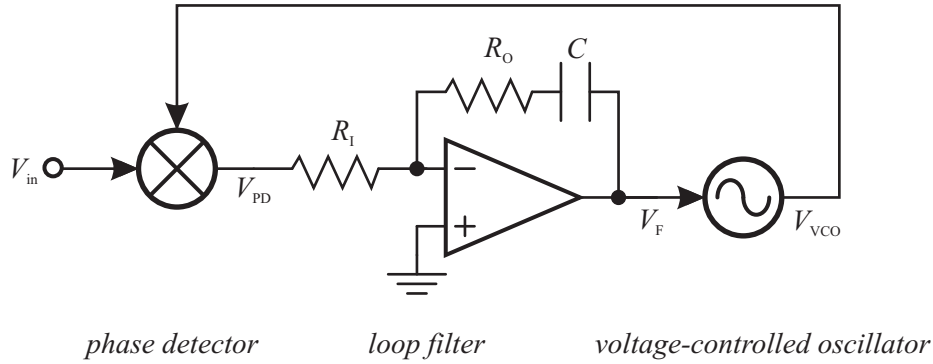 R_O C
R_I
V_in
V_PD
−
+
V_F
V_VCO
phase detector loop filter voltage-controlled oscillator